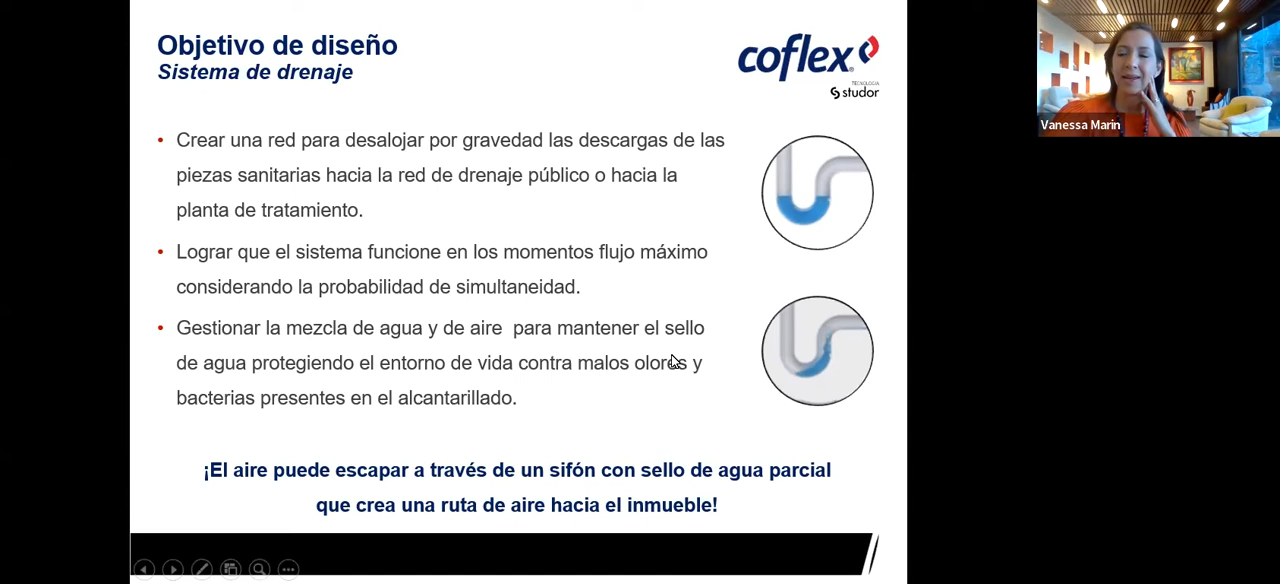 Objetivo de diseño
Sistema de drenaje
coflex
TECNOLOGÍA
studor
Vanessa Marin
• Crear una red para desalojar por gravedad las descargas de las
piezas sanitarias hacia la red de drenaje público o hacia la
planta de tratamiento.
• Lograr que el sistema funcione en los momentos flujo máximo
considerando la probabilidad de simultaneidad.
• Gestionar la mezcla de agua y de aire para mantener el sello
de agua protegiendo el entorno de vida contra malos olores y
bacterias presentes en el alcantarillado.
¡El aire puede escapar a través de un sifón con sello de agua parcial
que crea una ruta de aire hacia el inmueble!